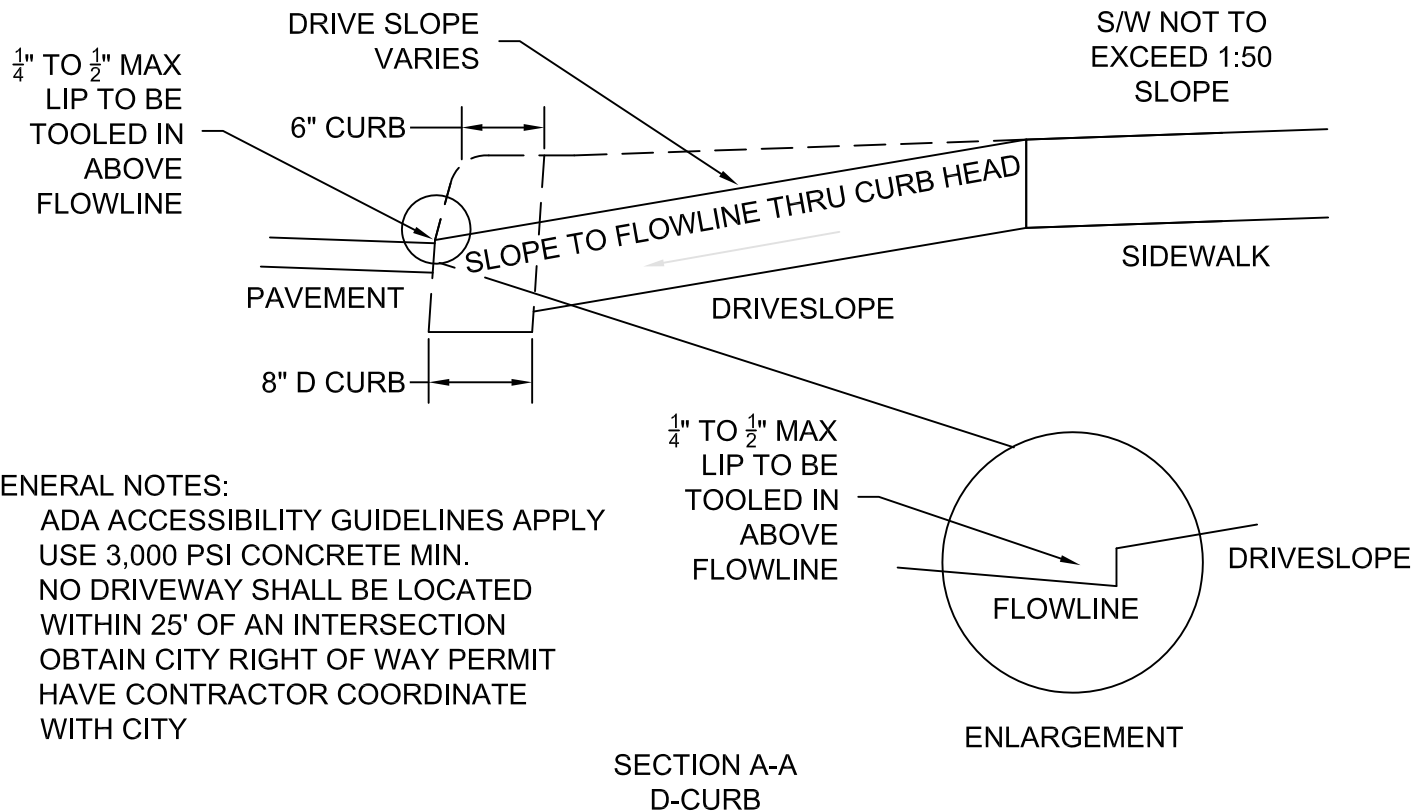 DRIVE SLOPE
VARIES
S/W NOT TO
EXCEED 1:50
SLOPE
1/4" TO 1/2" MAX
LIP TO BE
TOOLED IN
ABOVE
FLOWLINE
6" CURB
SLOPE TO FLOWLINE THRU CURB HEAD
SIDEWALK
PAVEMENT
DRIVESLOPE
8" D CURB
1/4" TO 1/2" MAX
LIP TO BE
TOOLED IN
ABOVE
FLOWLINE
DRIVESLOPE
FLOWLINE
ENLARGEMENT
ENERAL NOTES:
ADA ACCESSIBILITY GUIDELINES APPLY
USE 3,000 PSI CONCRETE MIN.
NO DRIVEWAY SHALL BE LOCATED
WITHIN 25' OF AN INTERSECTION
OBTAIN CITY RIGHT OF WAY PERMIT
HAVE CONTRACTOR COORDINATE
WITH CITY
SECTION A-A
D-CURB